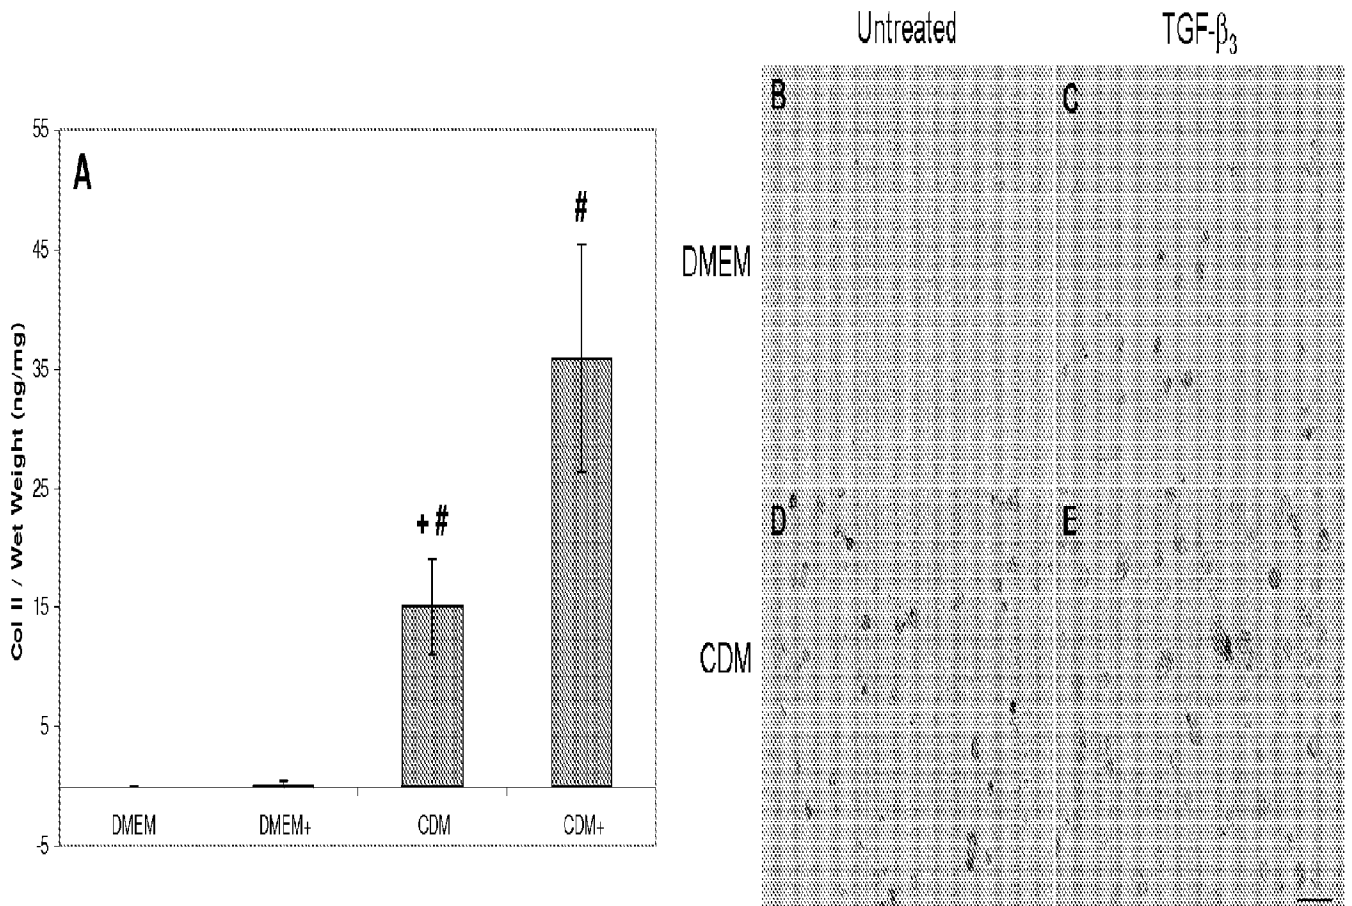 Untreated
TGF-β₃
A
55
45
35
25
15
5
-5
Col II / Wet Weight (ng/mg)
#
+ #
DMEM
DMEM+
CDM
CDM+
B
C
DMEM
D
E
CDM